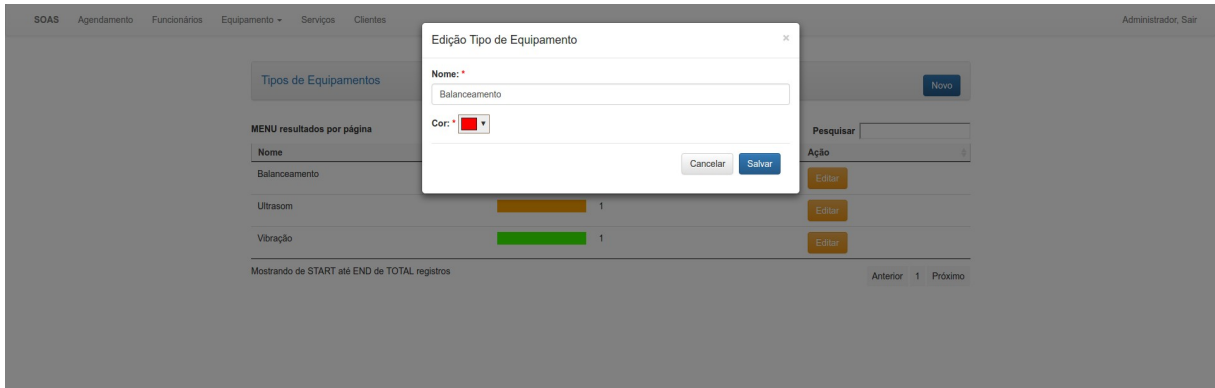 SOAS Agendamento Funcionários Equipamento Serviços Clientes Administrador, Sair
Edição Tipo de Equipamento ×
Nome: *
Balanceamento
Cor: *
Cancelar Salvar
Tipos de Equipamentos Novo
MENU resultados por página Pesquisar
Nome Ação
Balanceamento Editar
Ultrasom 1 Editar
Vibração 1 Editar
Mostrando de START até END de TOTAL registros
Anterior 1 Próximo